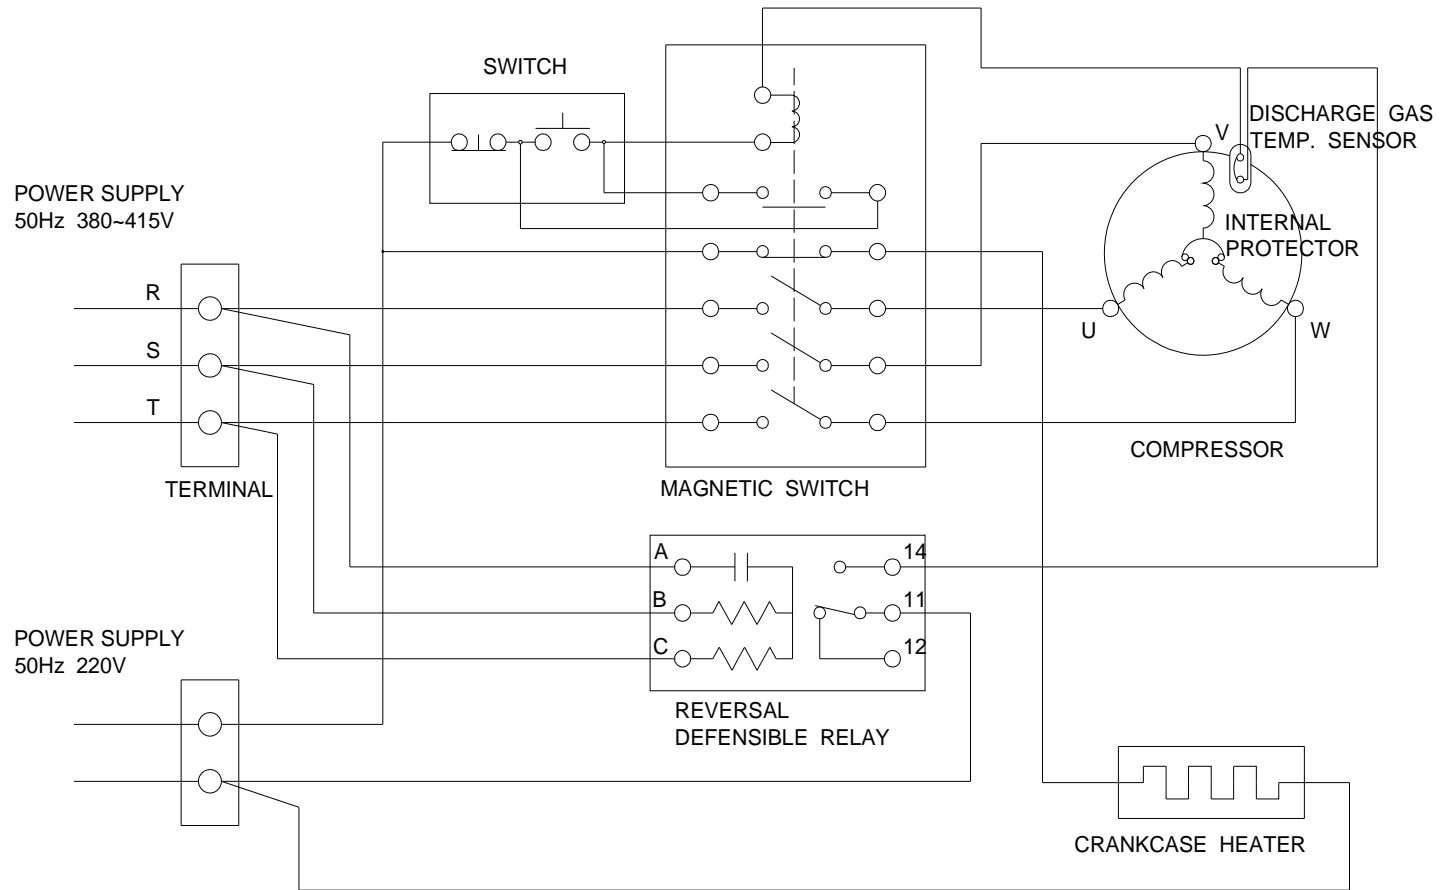 SWITCH
DISCHARGE GAS
TEMP. SENSOR
V
POWER SUPPLY
50Hz 380~415V
INTERNAL
PROTECTOR
R
U
W
S
T
COMPRESSOR
TERMINAL
MAGNETIC SWITCH
A
14
B
11
C
12
POWER SUPPLY
50Hz 220V
REVERSAL
DEFENSIBLE RELAY
CRANKCASE HEATER